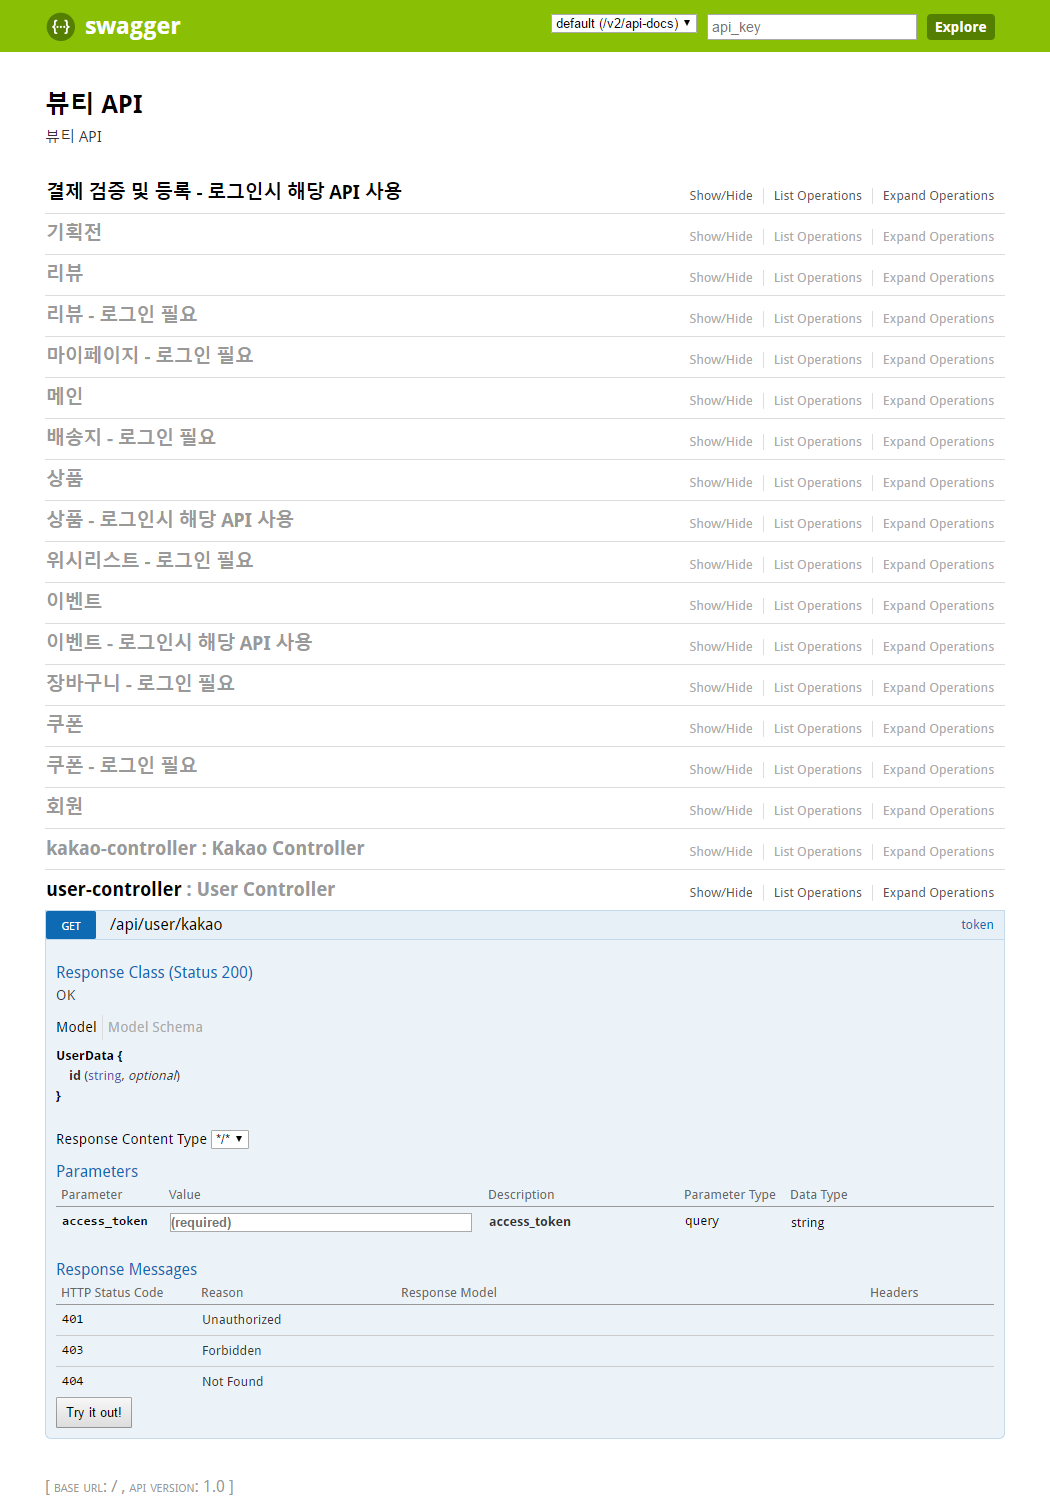 swagger default (/v2/api-docs) api_key Explore
뷰티 API
뷰티 API
결제 검증 및 등록 - 로그인시 해당 API 사용 Show/Hide List Operations Expand Operations
기획전 Show/Hide List Operations Expand Operations
리뷰 Show/Hide List Operations Expand Operations
리뷰 - 로그인 필요 Show/Hide List Operations Expand Operations
마이페이지 - 로그인 필요 Show/Hide List Operations Expand Operations
메인 Show/Hide List Operations Expand Operations
배송지 - 로그인 필요 Show/Hide List Operations Expand Operations
상품 Show/Hide List Operations Expand Operations
상품 - 로그인시 해당 API 사용 Show/Hide List Operations Expand Operations
위시리스트 - 로그인 필요 Show/Hide List Operations Expand Operations
이벤트 Show/Hide List Operations Expand Operations
이벤트 - 로그인시 해당 API 사용 Show/Hide List Operations Expand Operations
장바구니 - 로그인 필요 Show/Hide List Operations Expand Operations
쿠폰 Show/Hide List Operations Expand Operations
쿠폰 - 로그인 필요 Show/Hide List Operations Expand Operations
회원 Show/Hide List Operations Expand Operations
kakao-controller : Kakao Controller Show/Hide List Operations Expand Operations
user-controller : User Controller Show/Hide List Operations Expand Operations
GET /api/user/kakao token
Response Class (Status 200)
OK
Model Model Schema
UserData {
id (string, optional)
}
Response Content Type */*
Parameters
Parameter Value Description Parameter Type Data Type
access_token (required) access_token query string
Response Messages
HTTP Status Code Reason Response Model Headers
401 Unauthorized
403 Forbidden
404 Not Found
Try it out!
[ BASE URL: / , API VERSION: 1.0 ]